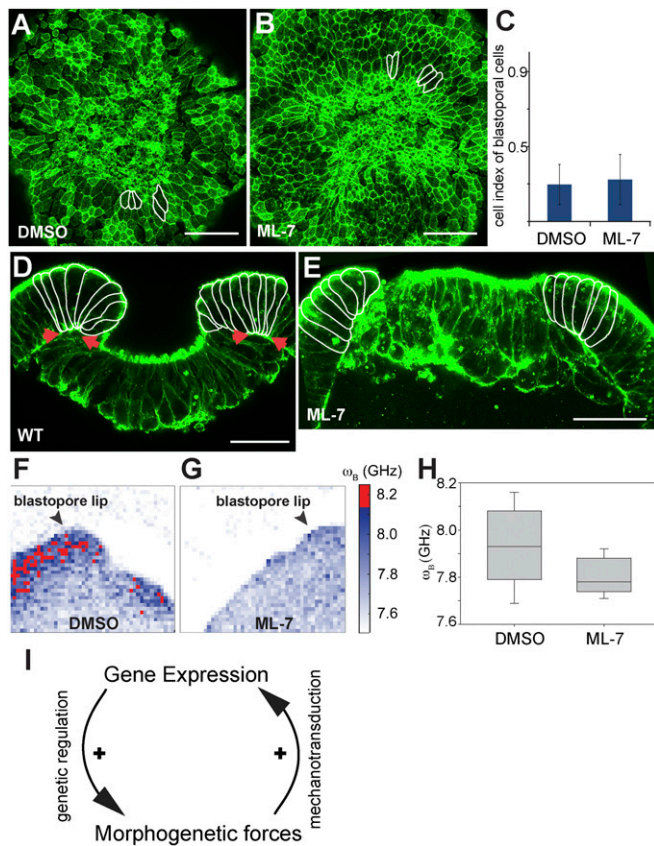 A
B
C
cell index of blastoporal cells
0.9
0.5
DMSO
ML-7
DMSO
ML-7
D
E
WT
ML-7
F
G
ω_B (GHz)
H
blastopore lip
blastopore lip
8.2
8.0
7.8
7.6
DMSO
ML-7
ω_B (GHz)
8.2
8.0
7.8
7.6
DMSO
ML-7
I
Gene Expression
genetic regulation
+
+
mechanotransduction
Morphogenetic forces